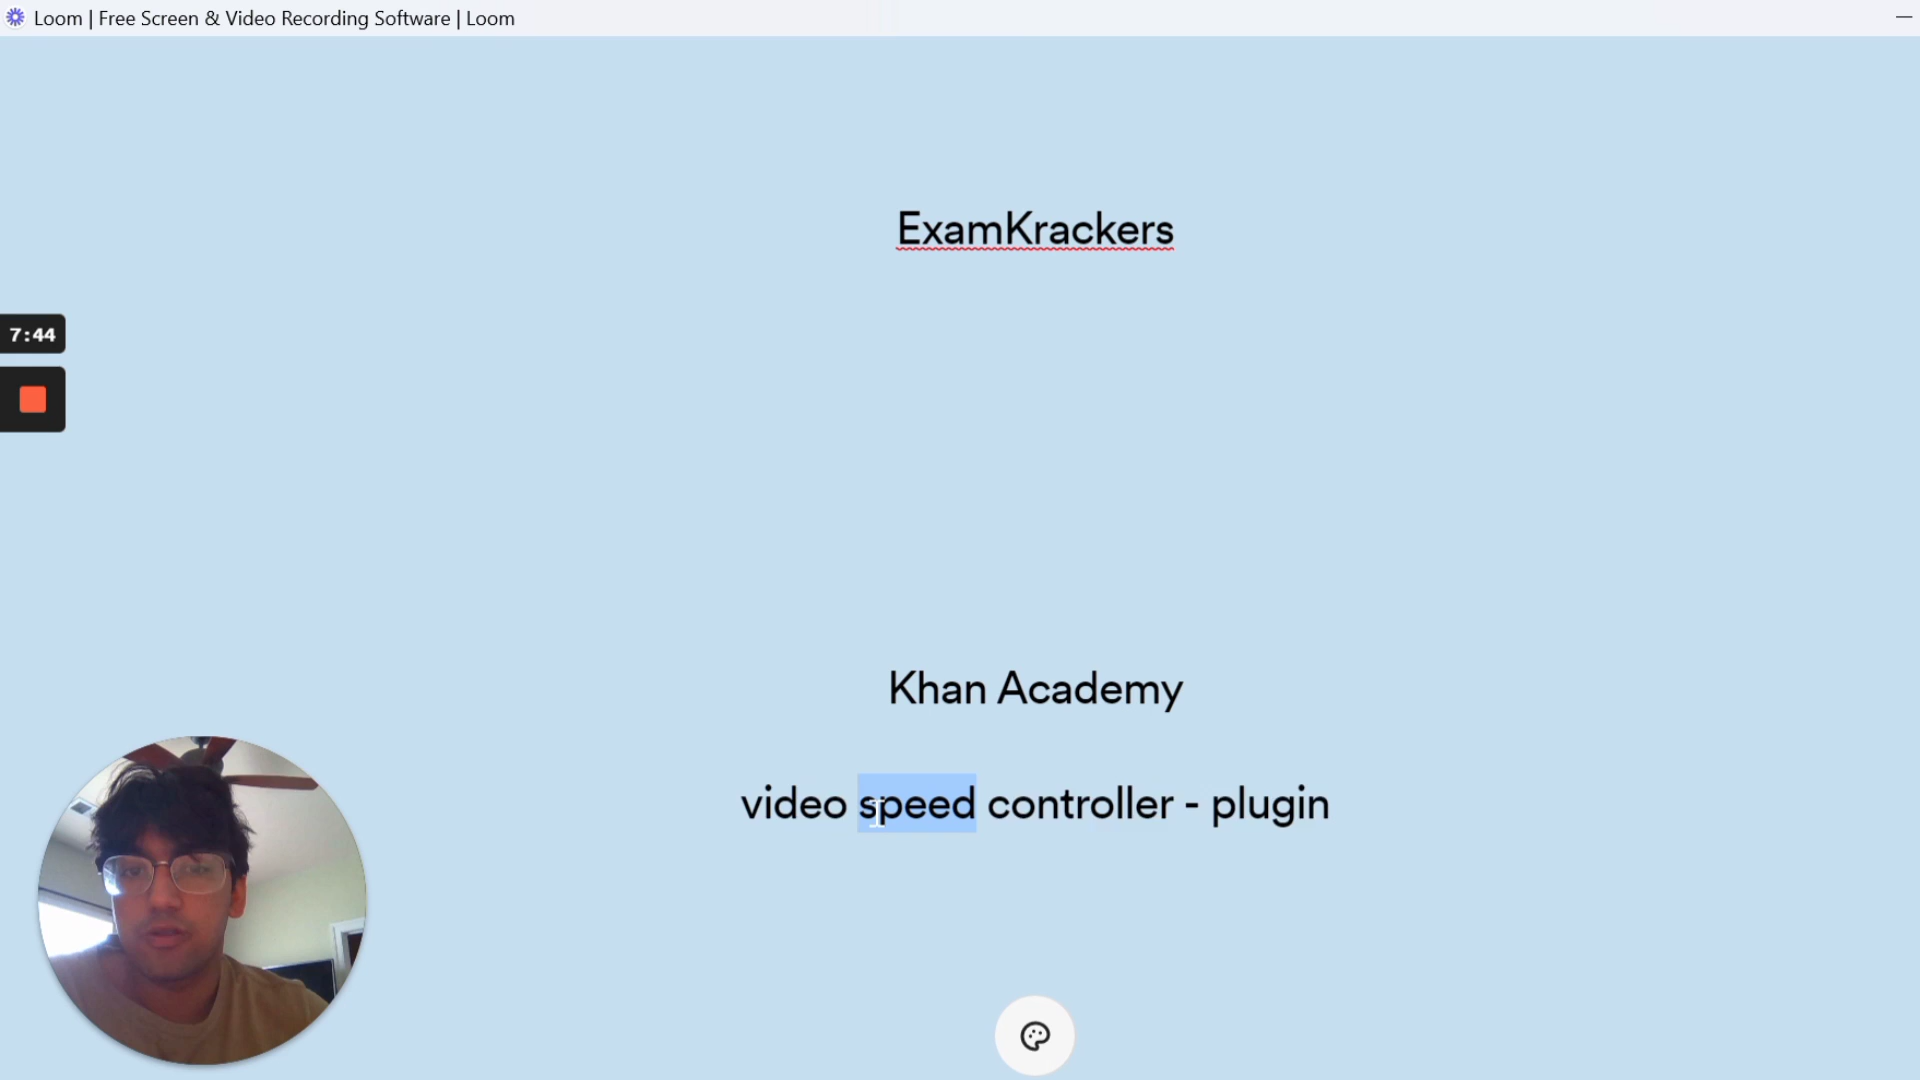 Loom | Free Screen & Video Recording Software | Loom
ExamKrackers
7:44
Khan Academy
video speed controller - plugin